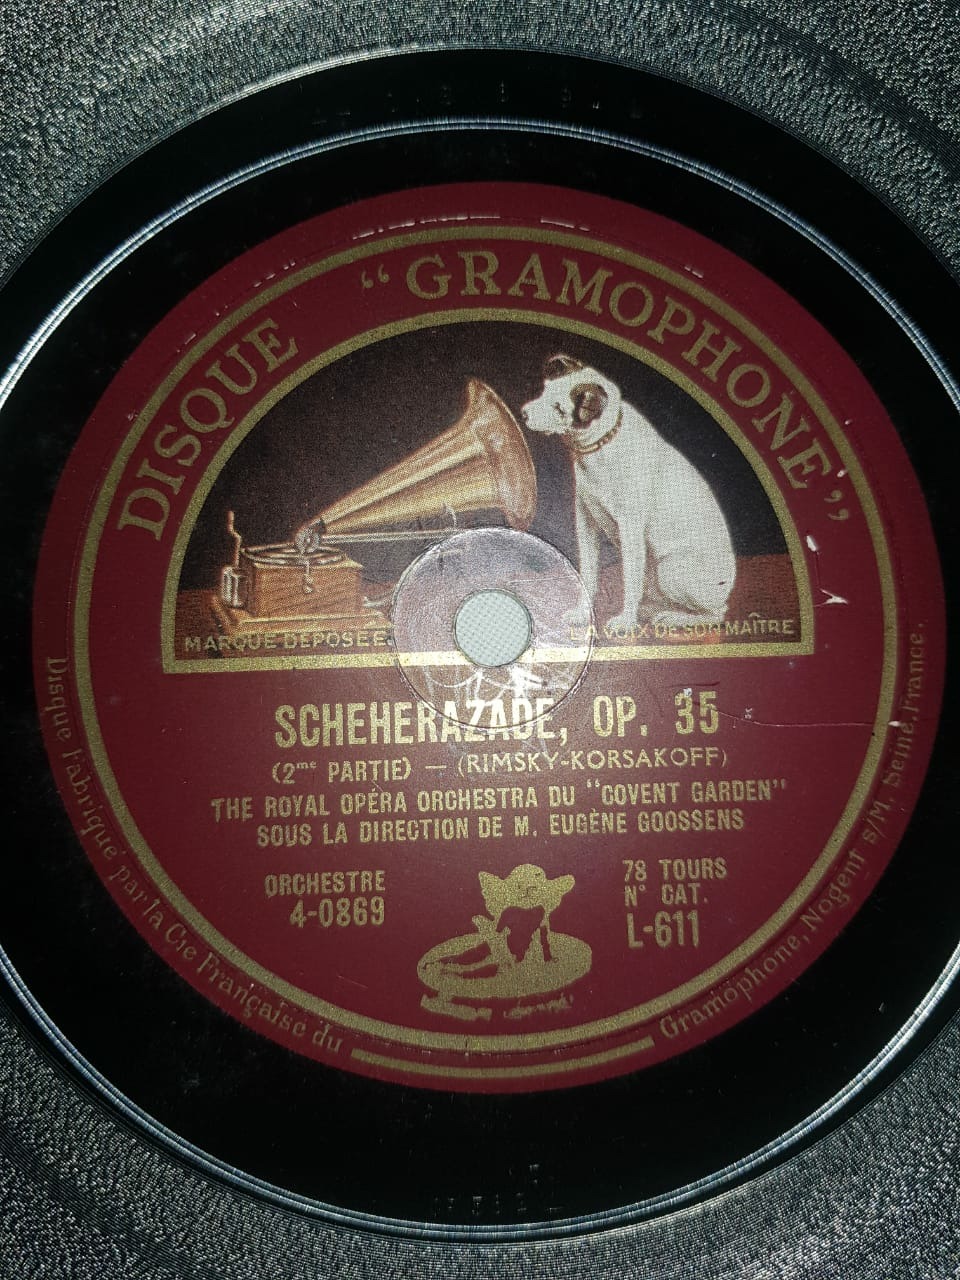 DISQUE “GRAMOPHONE”
MARQUE DÉPOSÉE
LA VOIX DE SON MAÎTRE
SCHEHERAZADE, OP. 35
(2me PARTIE) — (RIMSKY-KORSAKOFF)
THE ROYAL OPÉRA ORCHESTRA DU “COVENT GARDEN”
SOUS LA DIRECTION DE M. EUGÈNE GOOSSENS
ORCHESTRE
4-0869
78 TOURS
N° CAT.
L-611
Disque Fabriqué par la Cie Française du Gramophone, Nogent s/M. Seine. France.